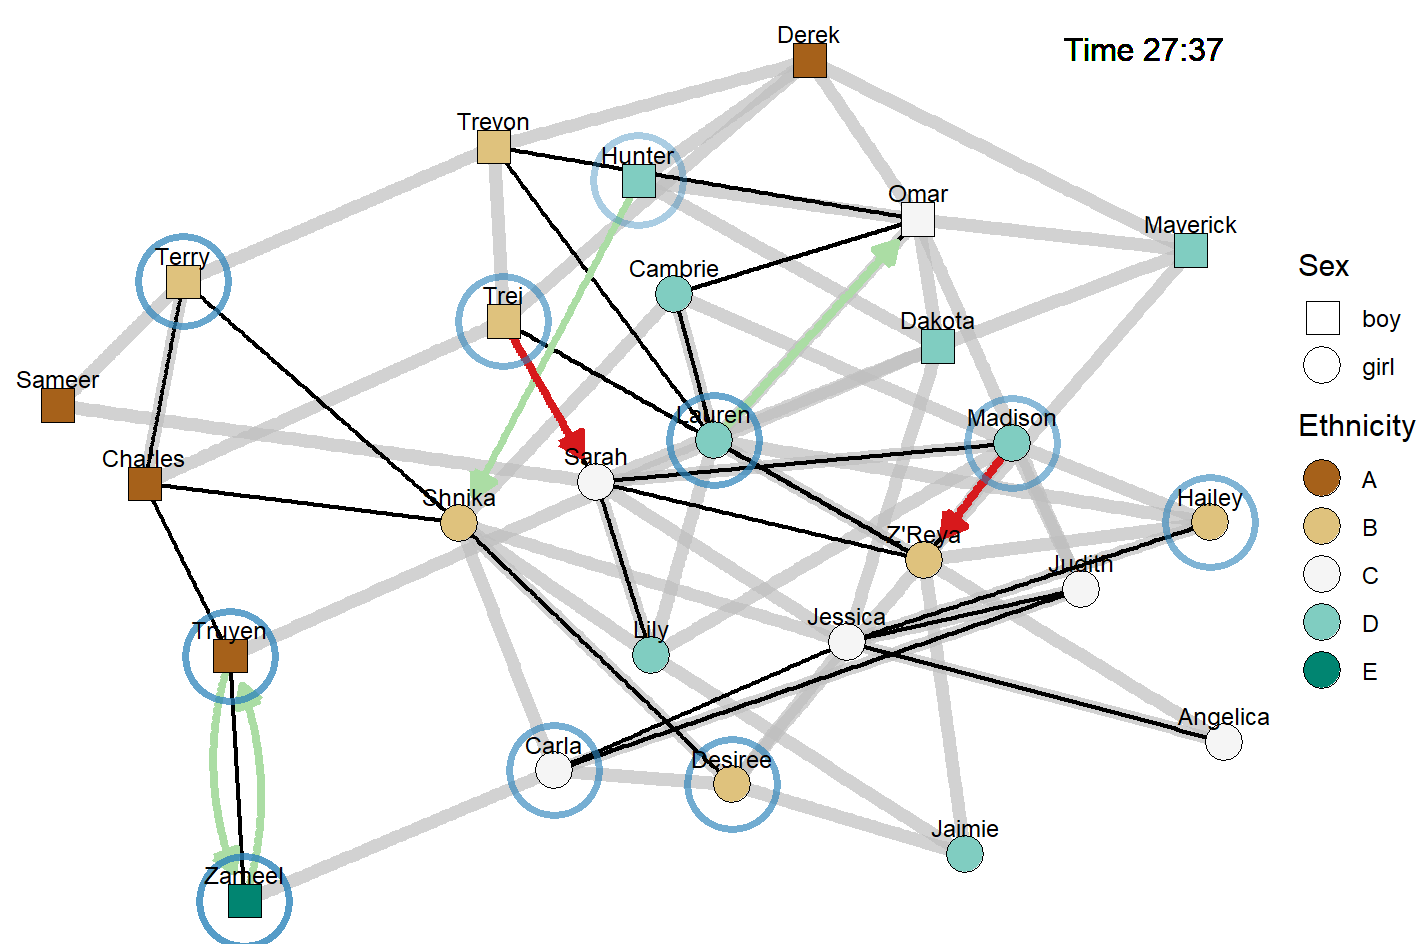 Derek
Time 27:37
Trevon
Hunter
Omar
Maverick
Terry
Cambrie
Sex
Trei
Dakota
boy
girl
Sameer
Lauren
Madison
Ethnicity
Charles
Sarah
A
Shnika
Hailey
B
Z'Reya
Judith
C
Truyen
Lily
Jessica
D
E
Angelica
Carla
Desiree
Jaimie
Zameel